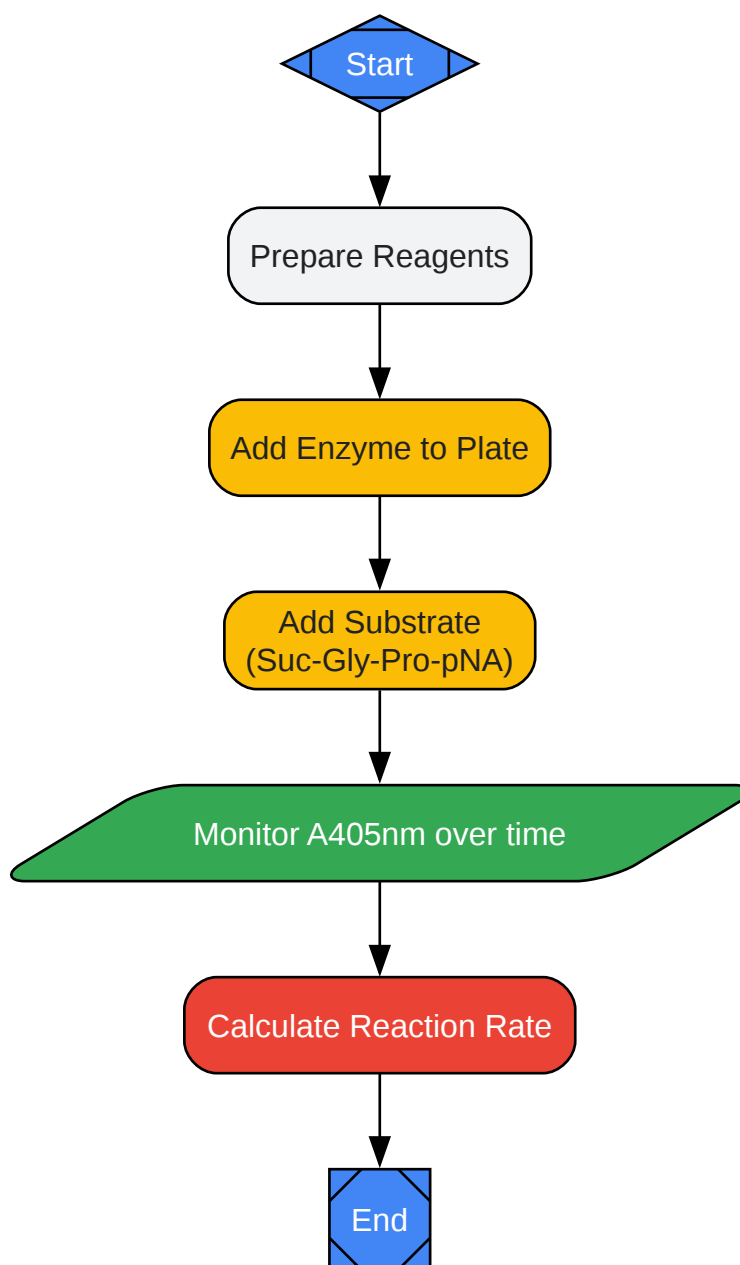 Start
Prepare Reagents
Add Enzyme to Plate
Add Substrate
(Suc-Gly-Pro-pNA)
Monitor A405nm over time
Calculate Reaction Rate
End